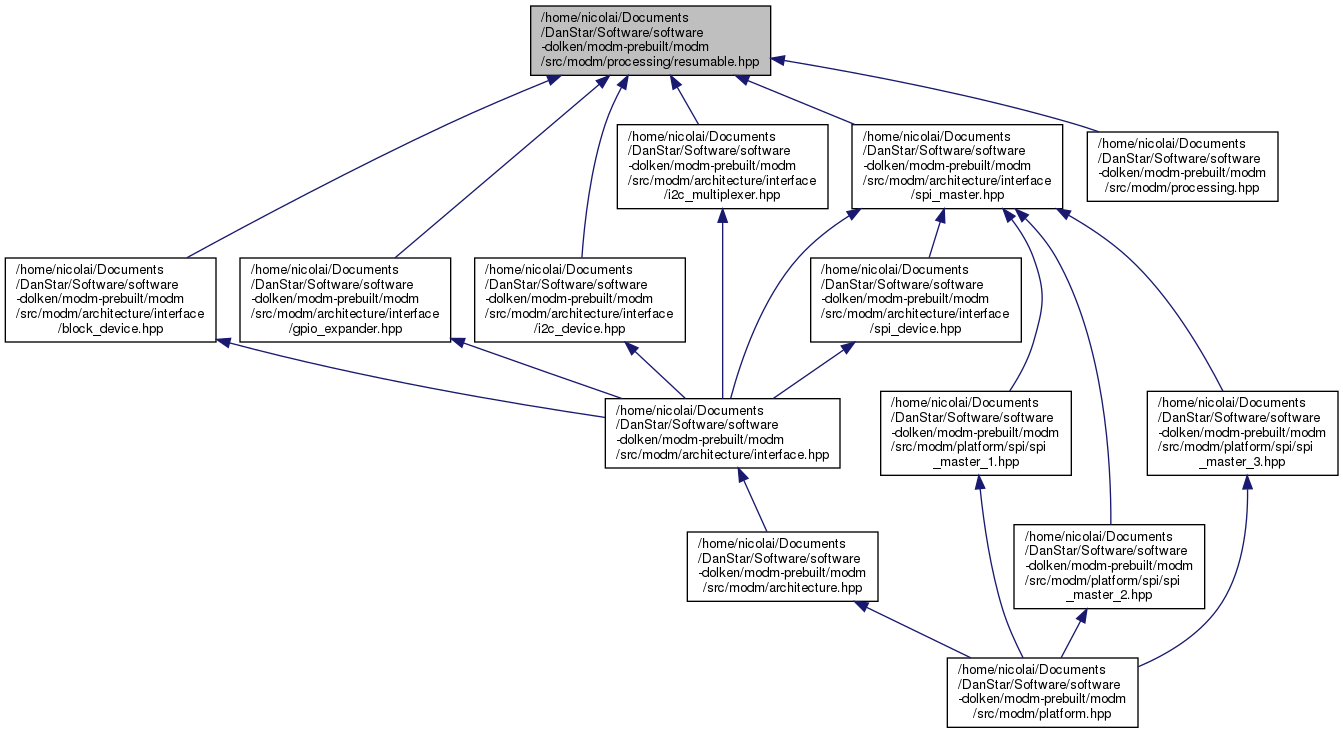 /home/nicolai/Documents
/DanStar/Software/software
-dolken/modm-prebuilt/modm
/src/modm/processing/resumable.hpp
/home/nicolai/Documents
/DanStar/Software/software
-dolken/modm-prebuilt/modm
/src/modm/architecture/interface
/i2c_multiplexer.hpp
/home/nicolai/Documents
/DanStar/Software/software
-dolken/modm-prebuilt/modm
/src/modm/architecture/interface
/spi_master.hpp
/home/nicolai/Documents
/DanStar/Software/software
-dolken/modm-prebuilt/modm
/src/modm/processing.hpp
/home/nicolai/Documents
/DanStar/Software/software
-dolken/modm-prebuilt/modm
/src/modm/architecture/interface
/block_device.hpp
/home/nicolai/Documents
/DanStar/Software/software
-dolken/modm-prebuilt/modm
/src/modm/architecture/interface
/gpio_expander.hpp
/home/nicolai/Documents
/DanStar/Software/software
-dolken/modm-prebuilt/modm
/src/modm/architecture/interface
/i2c_device.hpp
/home/nicolai/Documents
/DanStar/Software/software
-dolken/modm-prebuilt/modm
/src/modm/architecture/interface
/spi_device.hpp
/home/nicolai/Documents
/DanStar/Software/software
-dolken/modm-prebuilt/modm
/src/modm/architecture/interface.hpp
/home/nicolai/Documents
/DanStar/Software/software
-dolken/modm-prebuilt/modm
/src/modm/platform/spi/spi
_master_1.hpp
/home/nicolai/Documents
/DanStar/Software/software
-dolken/modm-prebuilt/modm
/src/modm/platform/spi/spi
_master_3.hpp
/home/nicolai/Documents
/DanStar/Software/software
-dolken/modm-prebuilt/modm
/src/modm/architecture.hpp
/home/nicolai/Documents
/DanStar/Software/software
-dolken/modm-prebuilt/modm
/src/modm/platform/spi/spi
_master_2.hpp
/home/nicolai/Documents
/DanStar/Software/software
-dolken/modm-prebuilt/modm
/src/modm/platform.hpp